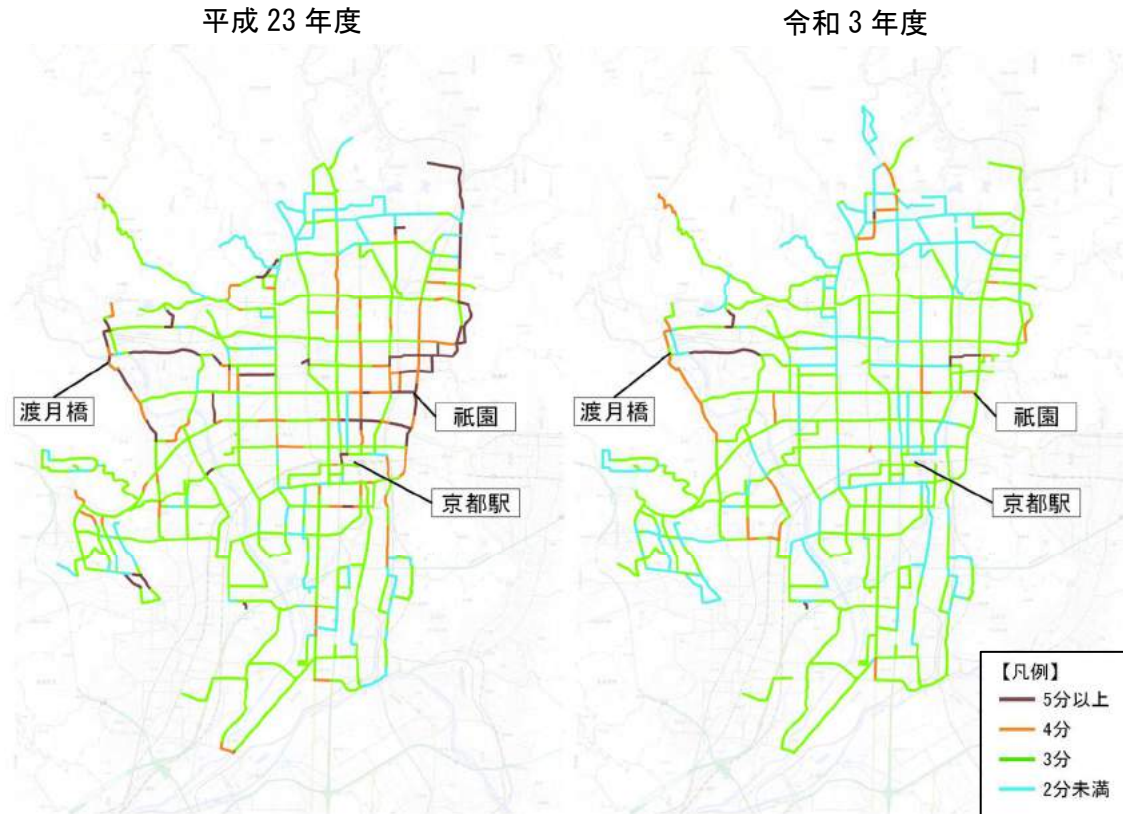 平成 23 年度
令和 3 年度
渡月橋
祇園
京都駅
渡月橋
祇園
京都駅
【凡例】
5分以上
4分
3分
2分未満